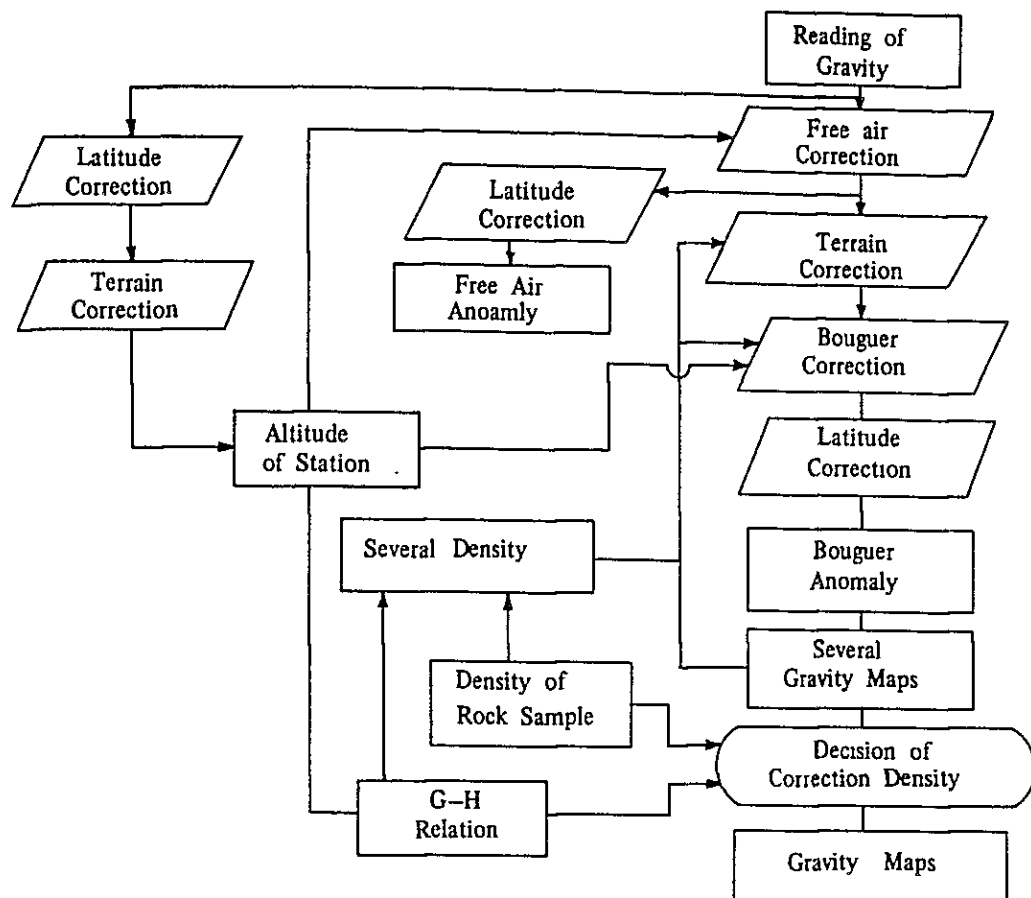 Reading of
Gravity
Free air
Correction
Latitude
Correction
Latitude
Correction
Terrain
Correction
Terrain
Correction
Free Air
Anoamly
Bouguer
Correction
Altitude
of Station
Latitude
Correction
Several Density
Bouguer
Anomaly
Several
Gravity Maps
Density of
Rock Sample
Decision of
Correction Density
G-H
Relation
Gravity Maps